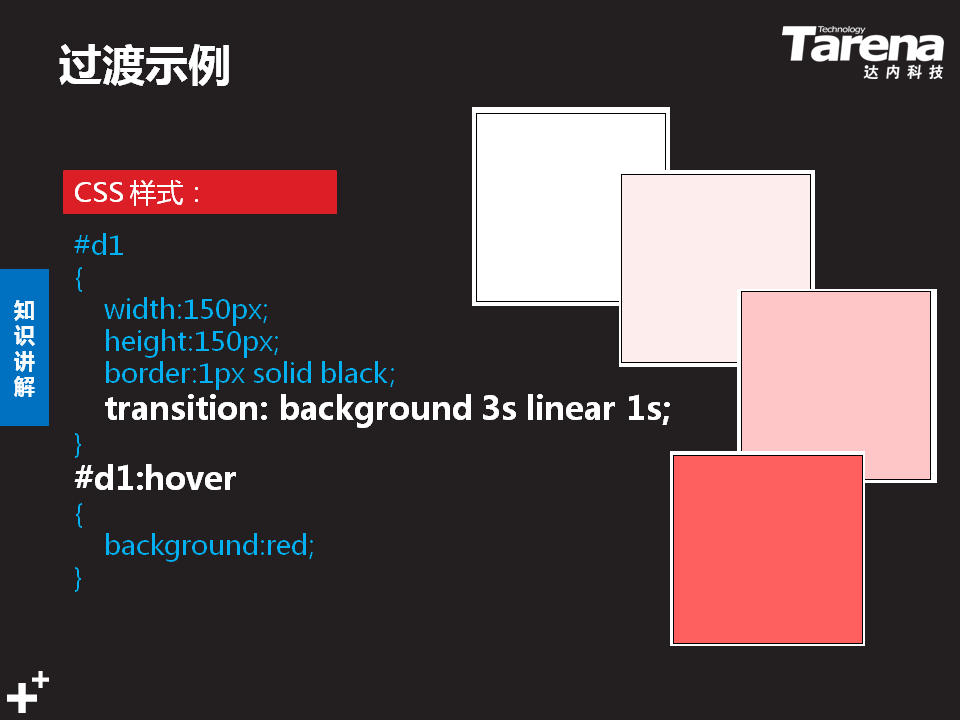 过渡示例
Technology
Tarena
达内科技
CSS 样式：
#d1
{
width:150px;
height:150px;
border:1px solid black;
transition: background 3s linear 1s;
}
#d1:hover
{
background:red;
}
知识讲解